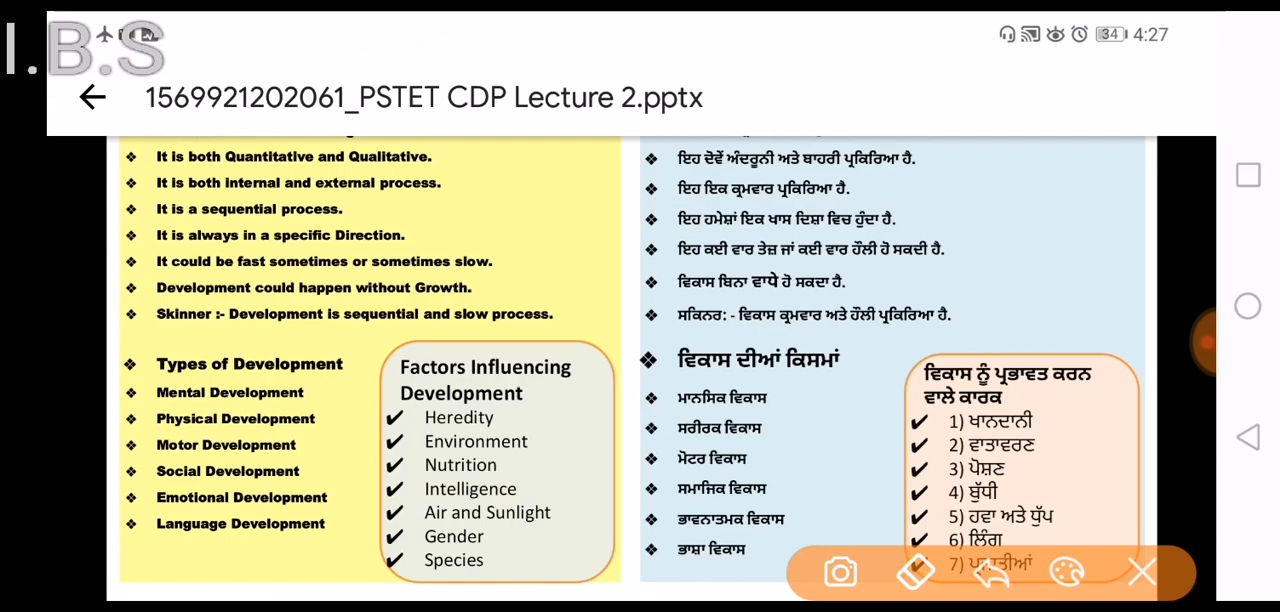 I.B.S
34 4:27
1569921202061_PSTET CDP Lecture 2.pptx
It is both Quantitative and Qualitative.
It is both internal and external process.
It is a sequential process.
It is always in a specific Direction.
It could be fast sometimes or sometimes slow.
Development could happen without Growth.
Skinner :- Development is sequential and slow process.
Types of Development
Mental Development
Physical Development
Motor Development
Social Development
Emotional Development
Language Development
Factors Influencing
Development
Heredity
Environment
Nutrition
Intelligence
Air and Sunlight
Gender
Species
ਇਹ ਦੋਵੇਂ ਅੰਦਰੂਨੀ ਅਤੇ ਬਾਹਰੀ ਪ੍ਰਕਿਰਿਆ ਹੈ.
ਇਹ ਇਕ ਕ੍ਰਮਵਾਰ ਪ੍ਰਕਿਰਿਆ ਹੈ.
ਇਹ ਹਮੇਸ਼ਾਂ ਇਕ ਖਾਸ ਦਿਸ਼ਾ ਵਿਚ ਹੁੰਦਾ ਹੈ.
ਇਹ ਕਈ ਵਾਰ ਤੇਜ਼ ਜਾਂ ਕਈ ਵਾਰ ਹੌਲੀ ਹੋ ਸਕਦੀ ਹੈ.
ਵਿਕਾਸ ਬਿਨਾ ਵਾਧੇ ਹੋ ਸਕਦਾ ਹੈ.
ਸਕਿਨਰ: - ਵਿਕਾਸ ਕ੍ਰਮਵਾਰ ਅਤੇ ਹੌਲੀ ਪ੍ਰਕਿਰਿਆ ਹੈ.
ਵਿਕਾਸ ਦੀਆਂ ਕਿਸਮਾਂ
ਮਾਨਸਿਕ ਵਿਕਾਸ
ਸਰੀਰਕ ਵਿਕਾਸ
ਮੋਟਰ ਵਿਕਾਸ
ਸਮਾਜਿਕ ਵਿਕਾਸ
ਭਾਵਨਾਤਮਕ ਵਿਕਾਸ
ਭਾਸ਼ਾ ਵਿਕਾਸ
ਵਿਕਾਸ ਨੂੰ ਪ੍ਰਭਾਵਤ ਕਰਨ
ਵਾਲੇ ਕਾਰਕ
1) ਖਾਨਦਾਨੀ
2) ਵਾਤਾਵਰਣ
3) ਪੋਸ਼ਣ
4) ਬੁੱਧੀ
5) ਹਵਾ ਅਤੇ ਧੁੱਪ
6) ਲਿੰਗ
7)